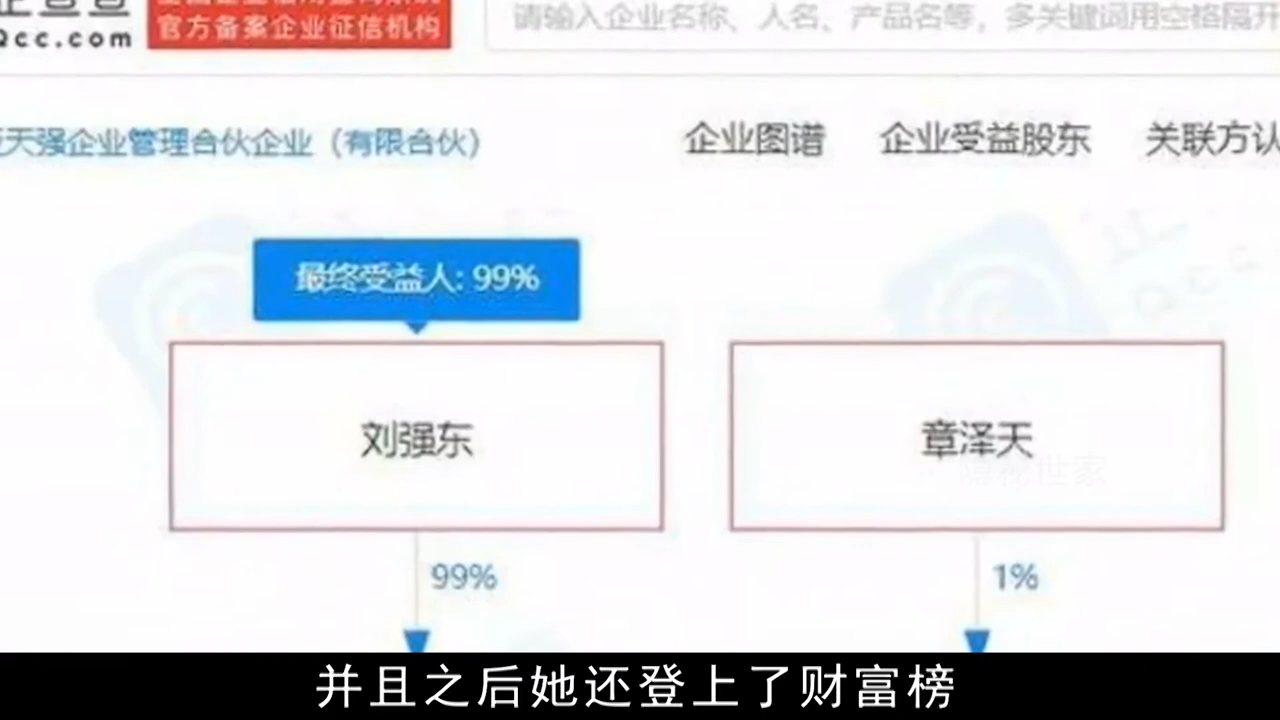 Qcc.com
官方备案企业征信机构
请输入企业名称、人名、产品名等，多关键词用空格隔开
天强企业管理合伙企业（有限合伙）
企业图谱 企业受益股东 关联方认
最终受益人: 99%
刘强东 章泽天
99% 1%
并且之后她还登上了财富榜